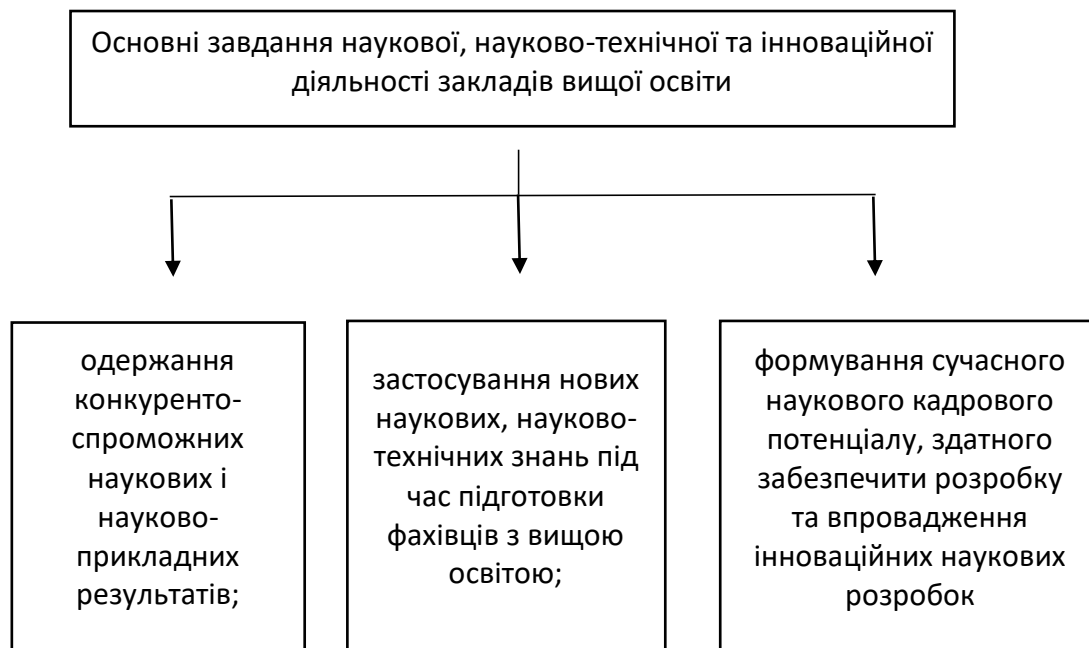 Основні завдання наукової, науково-технічної та інноваційної
діяльності закладів вищої освіти
одержання
конкуренто-
спроможних
наукових і
науково-
прикладних
результатів;
застосування нових
наукових, науково-
технічних знань під
час підготовки
фахівців з вищою
освітою;
формування сучасного
наукового кадрового
потенціалу, здатного
забезпечити розробку
та впровадження
інноваційних наукових
розробок